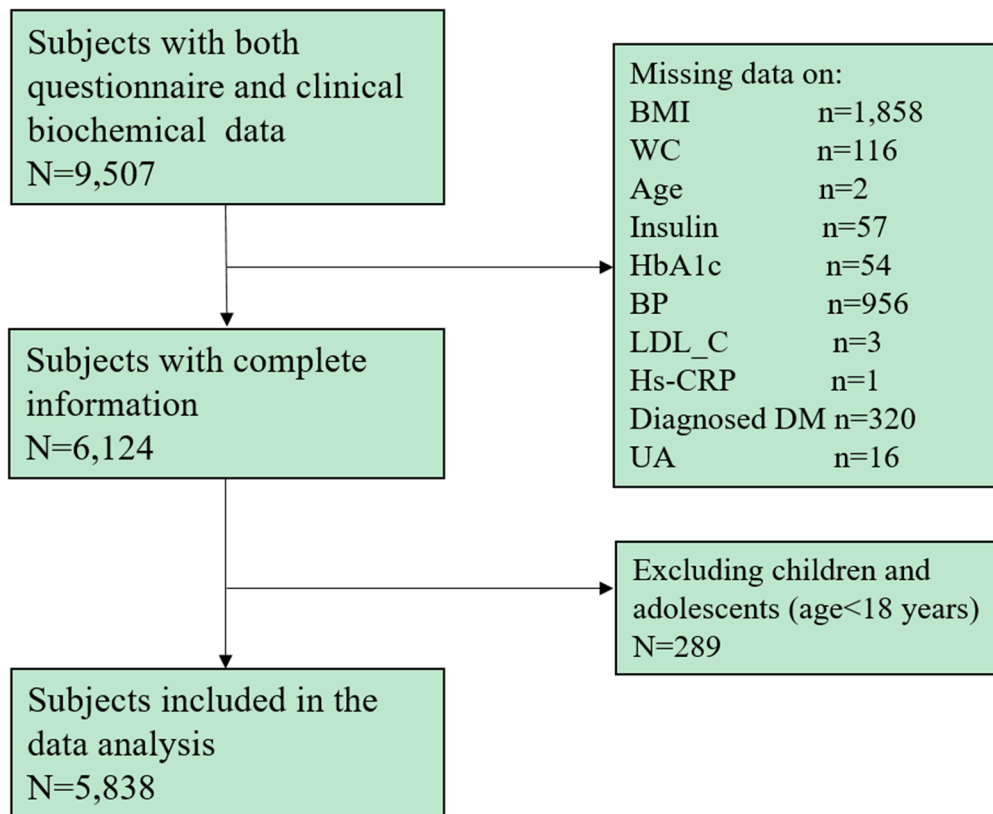 Subjects with both
questionnaire and clinical
biochemical data
N=9,507
Missing data on:
BMI n=1,858
WC n=116
Age n=2
Insulin n=57
HbA1c n=54
BP n=956
LDL_C n=3
Hs-CRP n=1
Diagnosed DM n=320
UA n=16
Subjects with complete
information
N=6,124
Excluding children and
adolescents (age<18 years)
N=289
Subjects included in the
data analysis
N=5,838